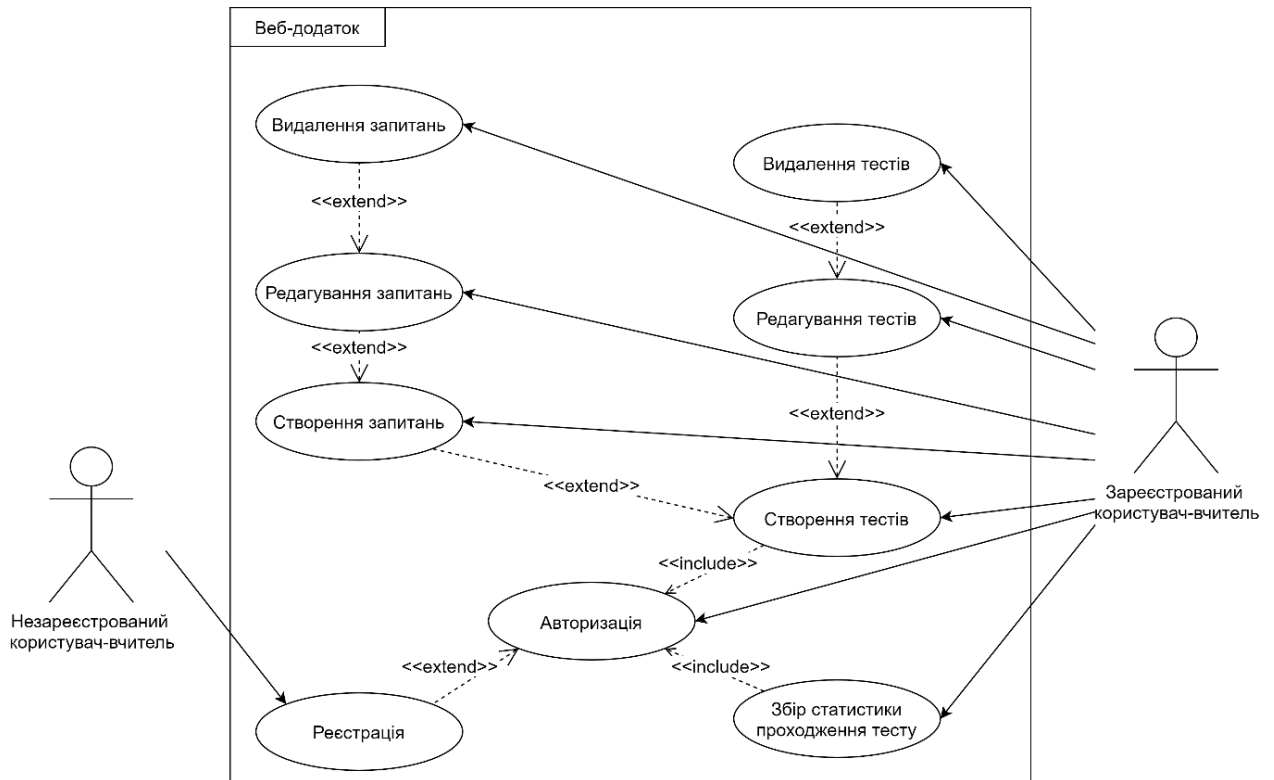 Веб-додаток
Видалення запитань
Видалення тестів
<<extend>>
<<extend>>
Редагування запитань
Редагування тестів
<<extend>>
<<extend>>
Створення запитань
<<extend>>
Створення тестів
Зареєстрований
користувач-вчитель
<<include>>
Авторизація
Незареєстрований
користувач-вчитель
<<extend>>
<<include>>
Реєстрація
Збір статистики
проходження тесту